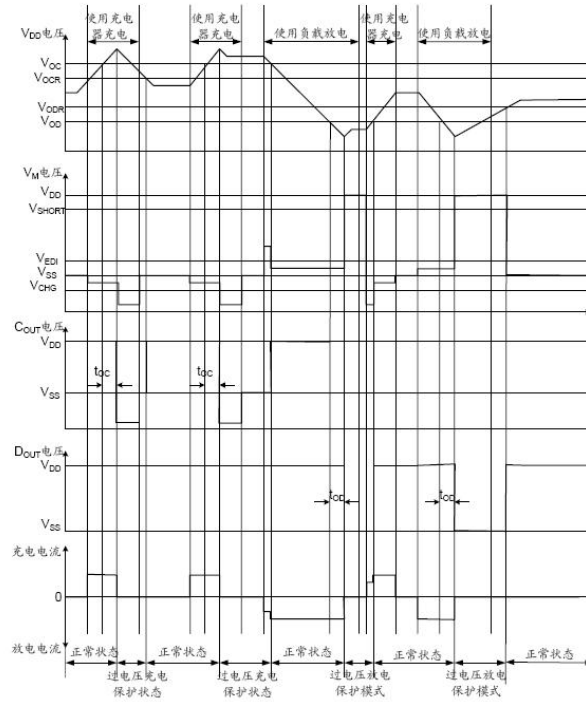 使用充电
器充电
使用充电
器充电
使用负载放电
使用充电
器充电
使用负载放电
VDD电压
VOC
VOCR
VODR
VOD
VM电压
VDD
VSHORT
VEDI
VSS
VCHG
COUT电压
VDD
tOC
tOC
VSS
DOUT电压
VDD
tOD
tOD
VSS
充电电流
0
放电电流
正常状态
正常状态
正常状态
正常状态
正常状态
过电压充电
保护状态
过电压充电
保护状态
过电压放电
保护模式
过电压放电
保护模式